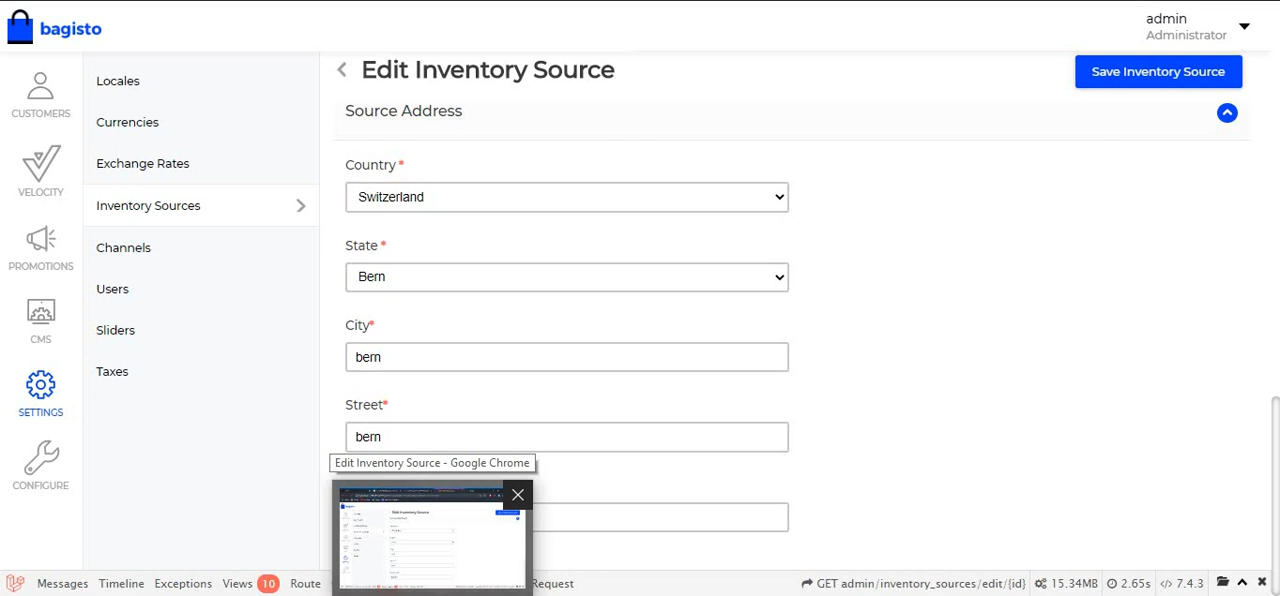 bagisto
admin
Administrator
CUSTOMERS
VELOCITY
PROMOTIONS
CMS
SETTINGS
CONFIGURE
Locales
Currencies
Exchange Rates
Inventory Sources
Channels
Users
Sliders
Taxes
Edit Inventory Source
Save Inventory Source
Source Address
Country *
Switzerland
State *
Bern
City*
bern
Street*
bern
Edit Inventory Source - Google Chrome
Edit Inventory Source
Messages Timeline Exceptions Views 10 Route Request GET admin/inventory_sources/edit/{id} 15.34MB 2.65s 7.4.3